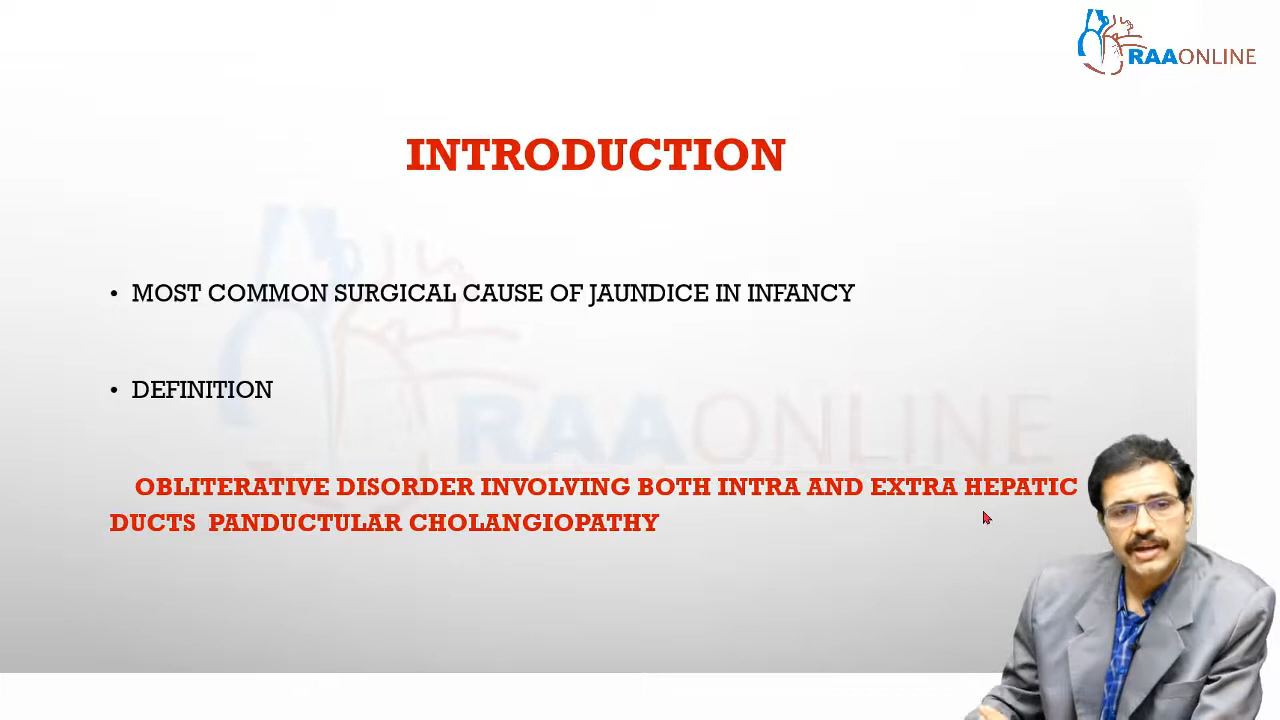 RAAONLINE
INTRODUCTION
• MOST COMMON SURGICAL CAUSE OF JAUNDICE IN INFANCY
• DEFINITION
RAAONLINE
OBLITERATIVE DISORDER INVOLVING BOTH INTRA AND EXTRA HEPATIC
DUCTS PANDUCTULAR CHOLANGIOPATHY